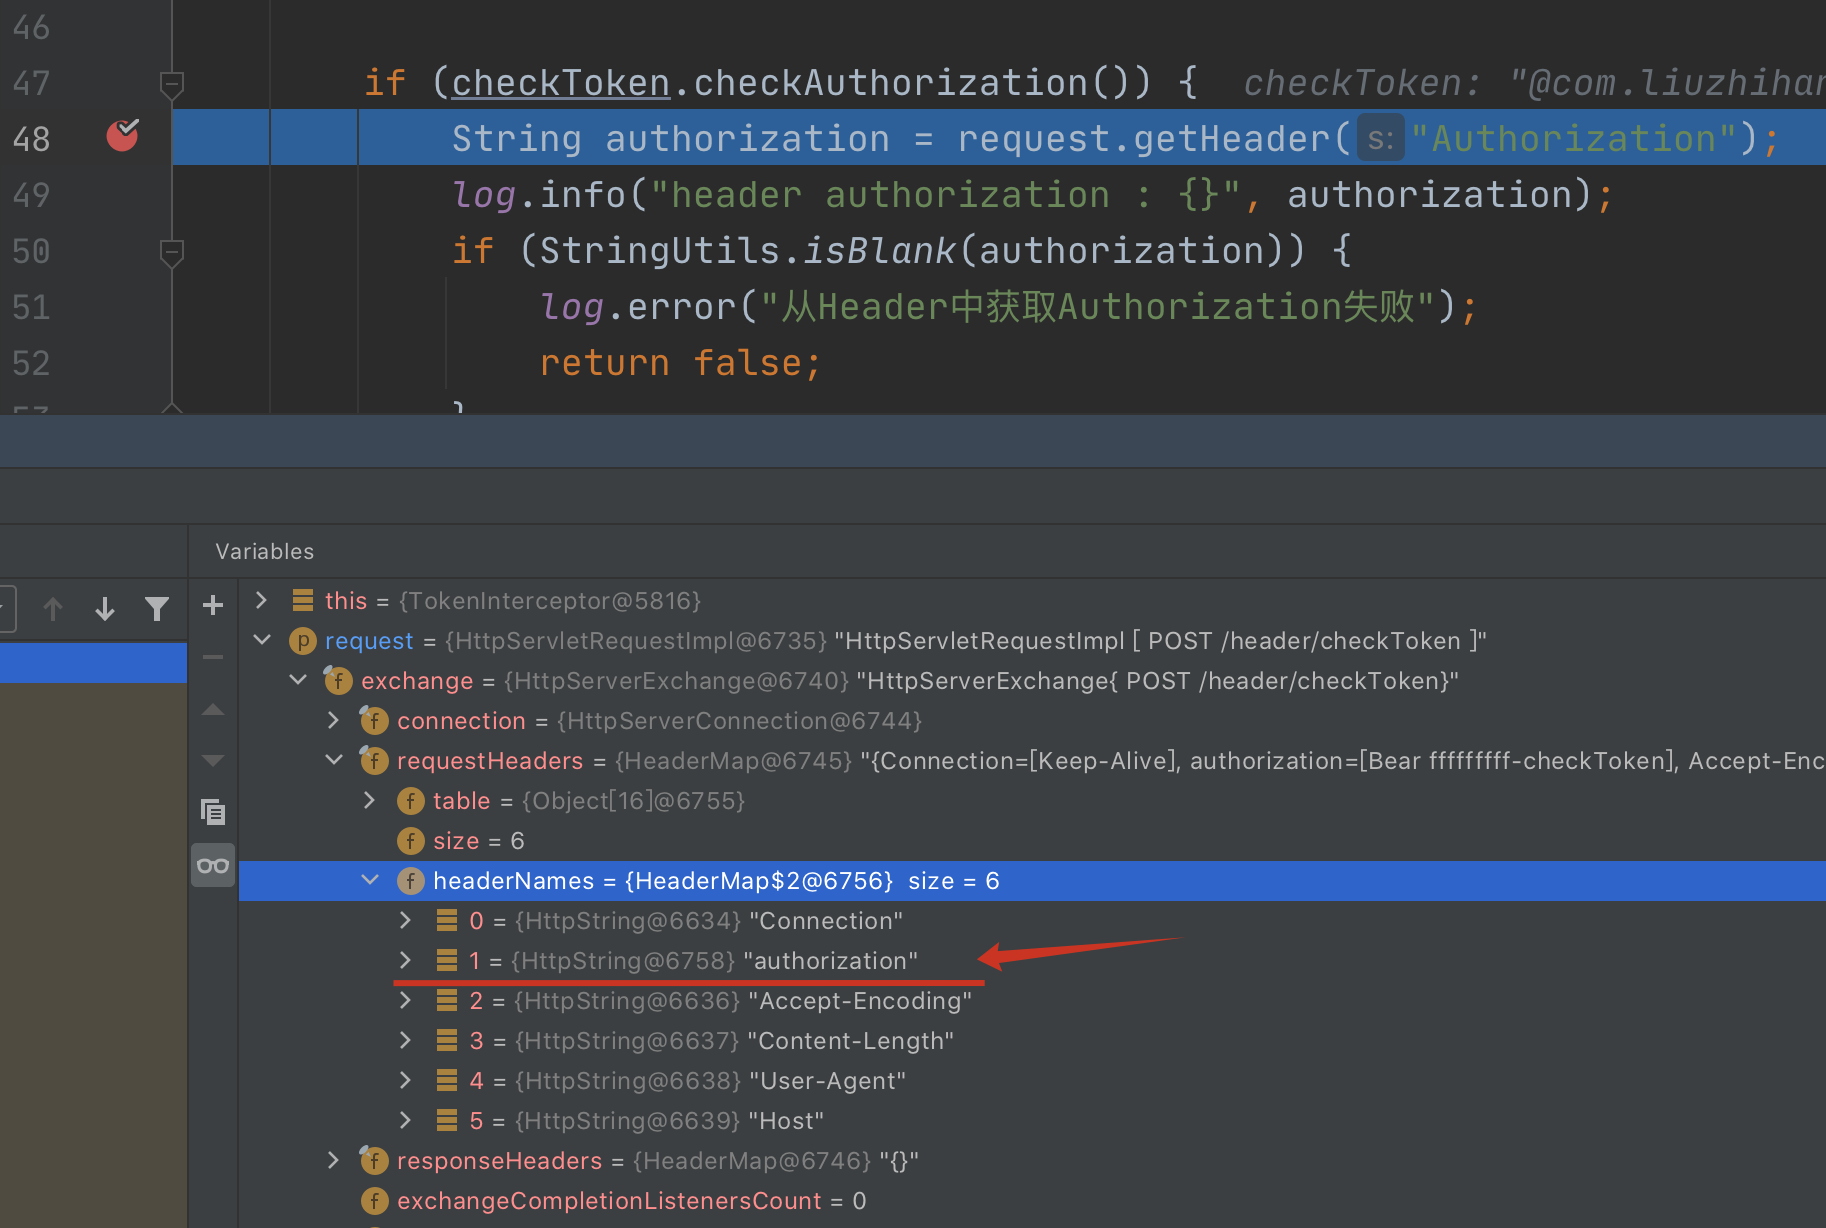 46
47 if (checkToken.checkAuthorization()) { checkToken: "@com.liuzhihan
48 String authorization = request.getHeader( s: "Authorization");
49 log.info("header authorization : {}", authorization);
50 if (StringUtils.isBlank(authorization)) {
51 log.error("从Header中获取Authorization失败");
52 return false;
53 }
Variables
this = {TokenInterceptor@5816}
p request = {HttpServletRequestImpl@6735} "HttpServletRequestImpl [ POST /header/checkToken ]"
f exchange = {HttpServerExchange@6740} "HttpServerExchange{ POST /header/checkToken}"
f connection = {HttpServerConnection@6744}
f requestHeaders = {HeaderMap@6745} "{Connection=[Keep-Alive], authorization=[Bear fffffffff-checkToken], Accept-Enc
f table = {Object[16]@6755}
f size = 6
f headerNames = {HeaderMap$2@6756} size = 6
0 = {HttpString@6634} "Connection"
1 = {HttpString@6758} "authorization"
2 = {HttpString@6636} "Accept-Encoding"
3 = {HttpString@6637} "Content-Length"
4 = {HttpString@6638} "User-Agent"
5 = {HttpString@6639} "Host"
f responseHeaders = {HeaderMap@6746} "{}"
f exchangeCompletionListenersCount = 0